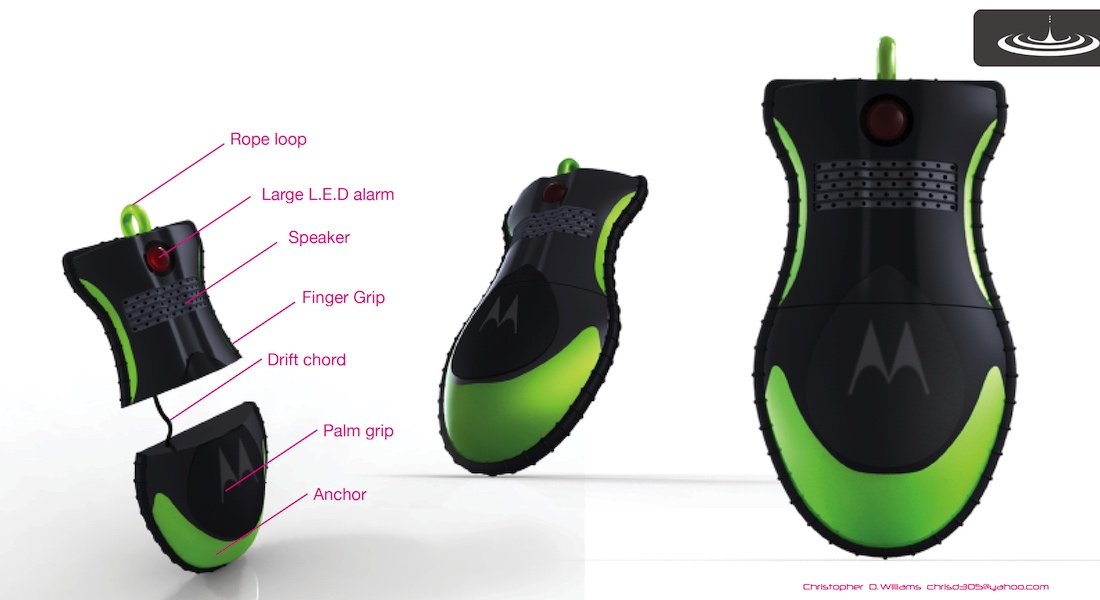 Rope loop
Large L.E.D alarm
Speaker
Finger Grip
Drift chord
Palm grip
Anchor
Christopher D.Williams chrisd305@yahoo.com